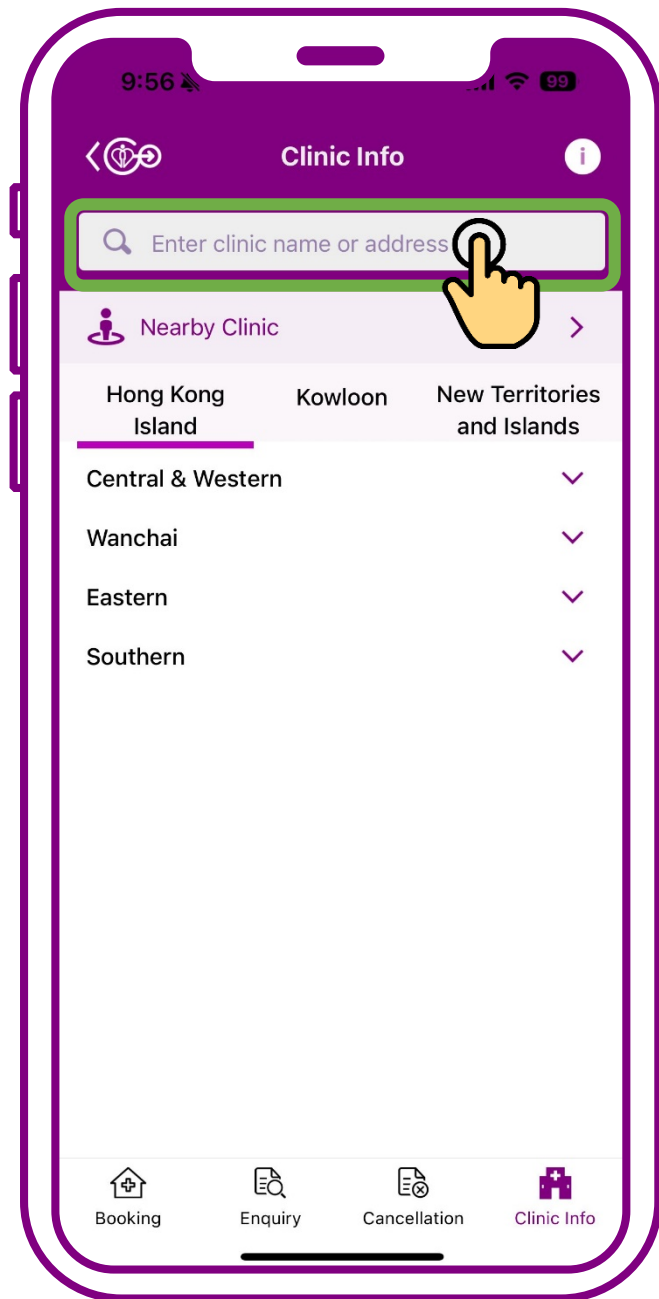 9:56
99
Clinic Info
i
Enter clinic name or address
Nearby Clinic
Hong Kong
Island
Kowloon
New Territories
and Islands
Central & Western
Wanchai
Eastern
Southern
Booking
Enquiry
Cancellation
Clinic Info